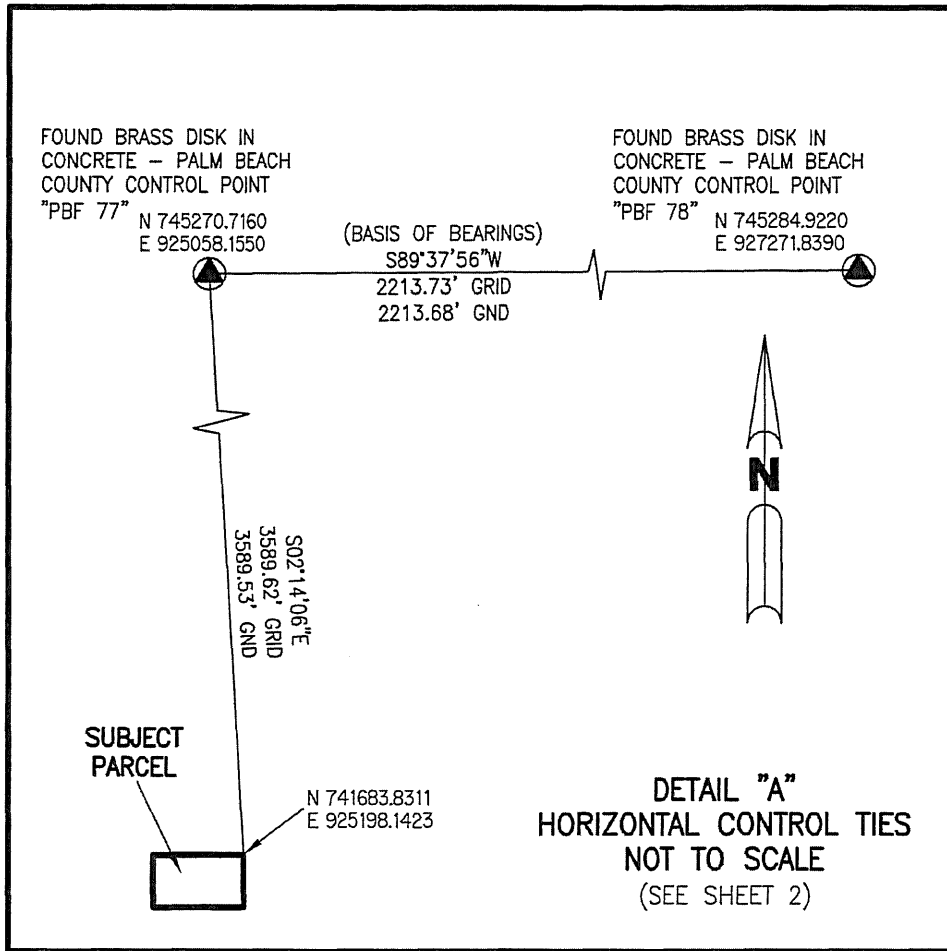 FOUND BRASS DISK IN
CONCRETE – PALM BEACH
COUNTY CONTROL POINT
"PBF 77" N 745270.7160
E 925058.1550
FOUND BRASS DISK IN
CONCRETE – PALM BEACH
COUNTY CONTROL POINT
"PBF 78" N 745284.9220
E 927271.8390
(BASIS OF BEARINGS)
S89°37'56"W
2213.73' GRID
2213.68' GND
N
S02°14'06"E
3589.62' GRID
3589.53' GND
SUBJECT
PARCEL
N 741683.8311
E 925198.1423
DETAIL "A"
HORIZONTAL CONTROL TIES
NOT TO SCALE
(SEE SHEET 2)